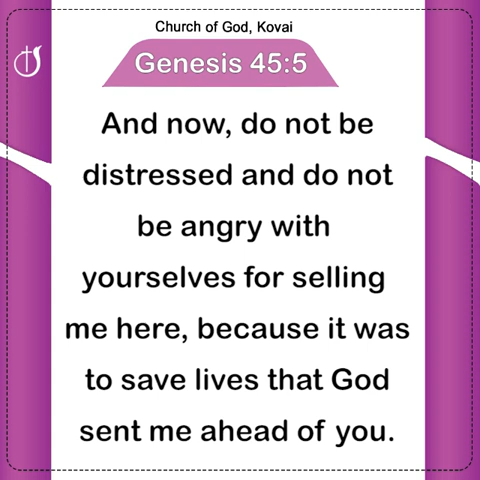 Church of God, Kovai
Genesis 45:5
And now, do not be
distressed and do not
be angry with
yourselves for selling
me here, because it was
to save lives that God
sent me ahead of you.